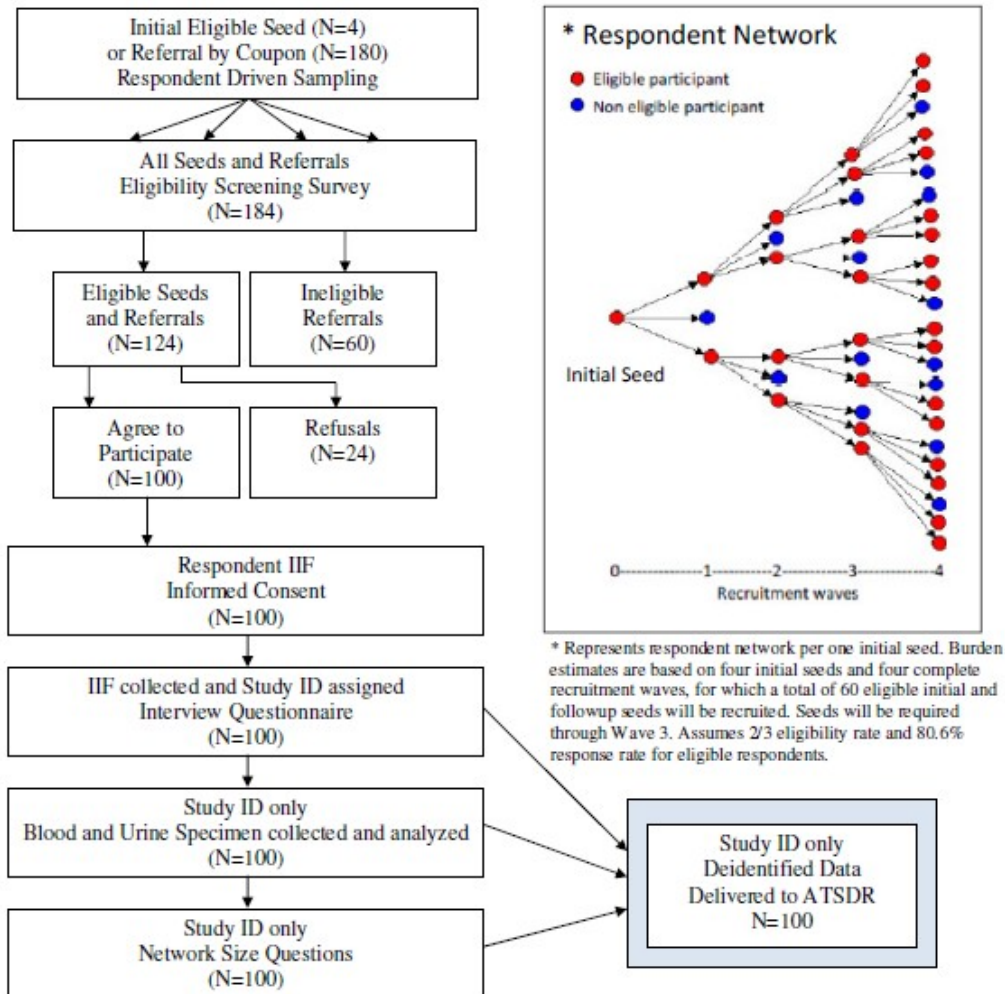 Initial Eligible Seed (N=4)
or Referral by Coupon (N=180)
Respondent Driven Sampling
All Seeds and Referrals
Eligibility Screening Survey
(N=184)
Eligible Seeds
and Referrals
(N=124)
Ineligible
Referrals
(N=60)
Agree to
Participate
(N=100)
Refusals
(N=24)
Respondent IIF
Informed Consent
(N=100)
IIF collected and Study ID assigned
Interview Questionnaire
(N=100)
Study ID only
Blood and Urine Specimen collected and analyzed
(N=100)
Study ID only
Network Size Questions
(N=100)
* Respondent Network
Eligible participant
Non eligible participant
Initial Seed
0------------1----------2----------3-----------4
Recruitment waves
* Represents respondent network per one initial seed. Burden
estimates are based on four initial seeds and four complete
recruitment waves, for which a total of 60 eligible initial and
followup seeds will be recruited. Seeds will be required
through Wave 3. Assumes 2/3 eligibility rate and 80.6%
response rate for eligible respondents.
Study ID only
Deidentified Data
Delivered to ATSDR
N=100